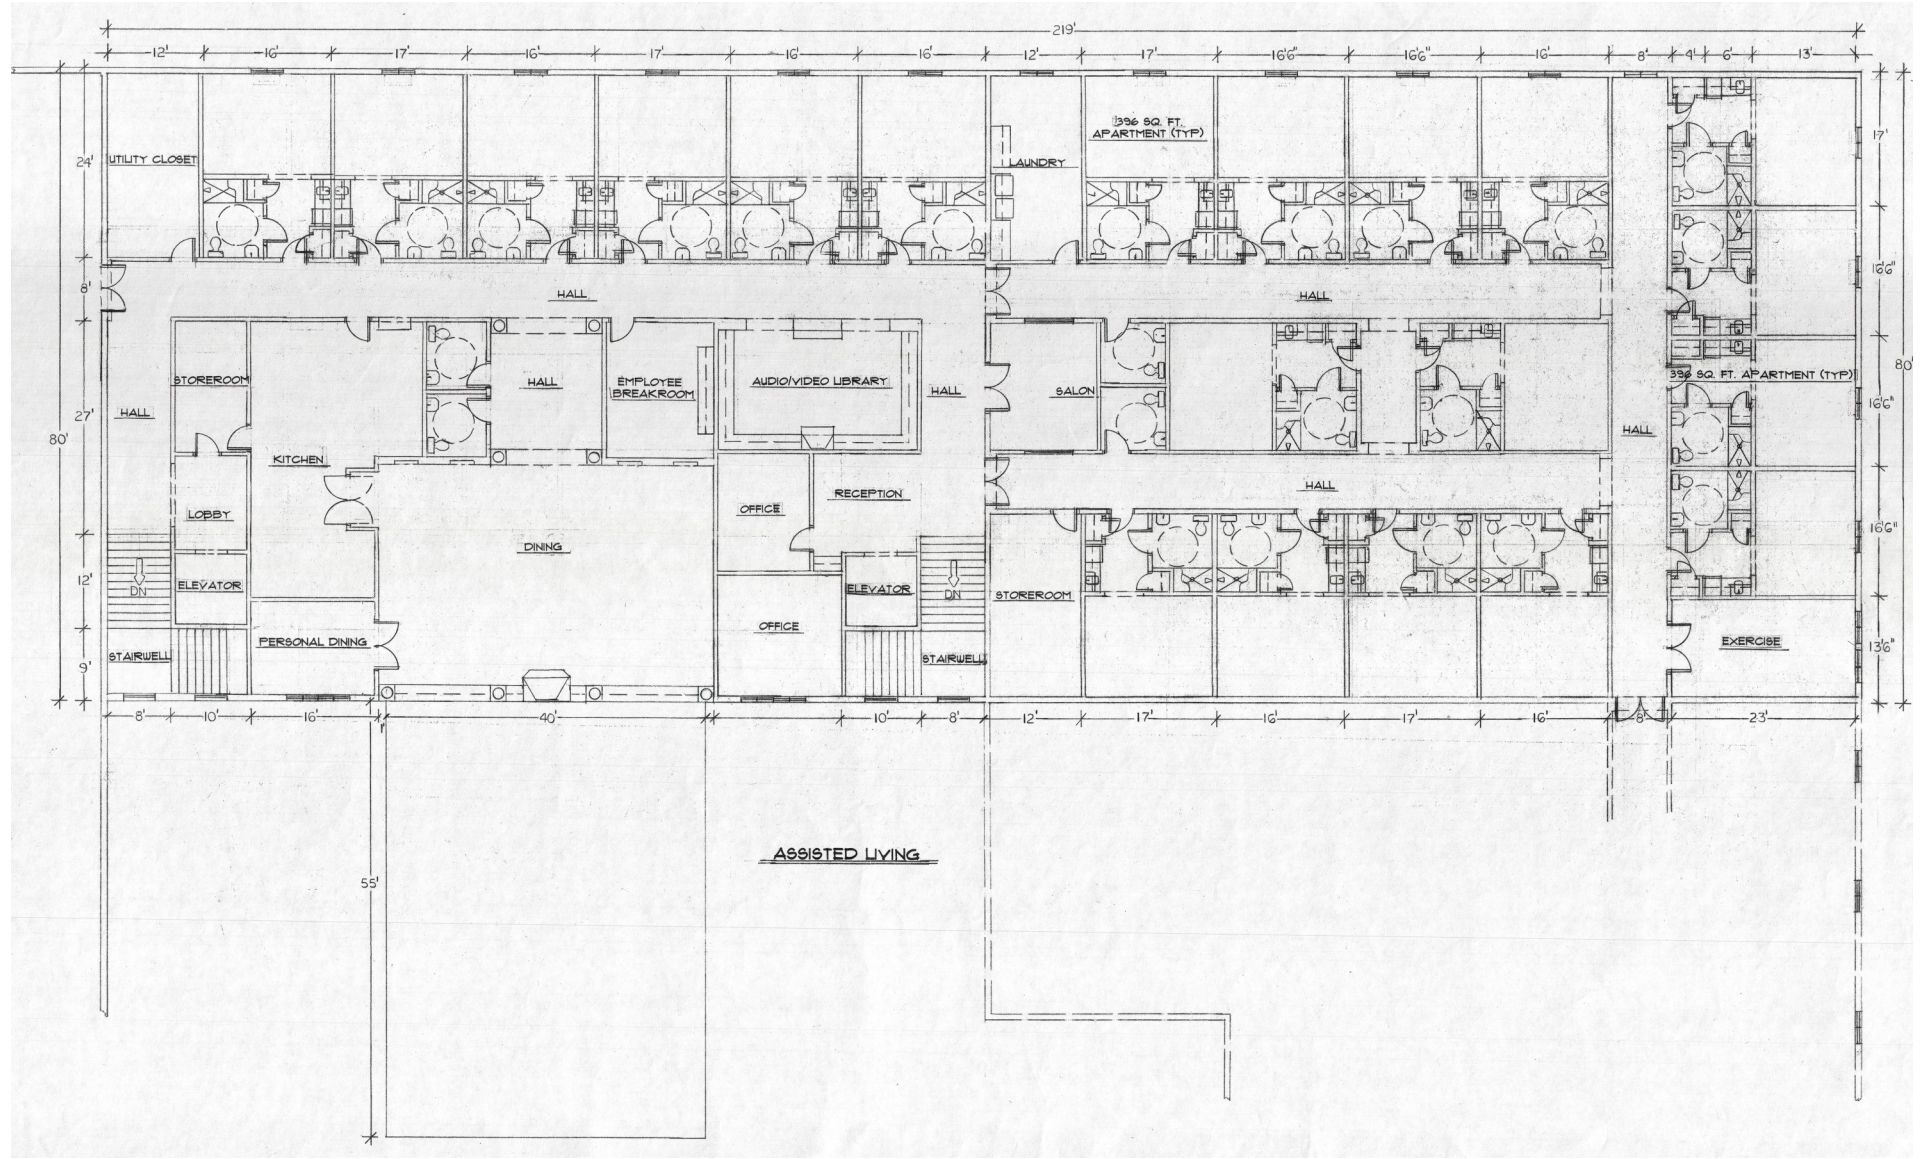 219'
12' 16' 17' 16' 17' 16' 16' 12' 17' 16'6" 16'6" 16' 8' 4' 6' 13'
396 SQ. FT.
APARTMENT (TYP)
17'
UTILITY CLOSET
24'
LAUNDRY
16'6"
8'
HALL
HALL
80'
STOREROOM
HALL
EMPLOYEE
BREAKROOM
AUDIO/VIDEO LIBRARY
HALL
SALON
396 SQ. FT. APARTMENT (TYP)
16'6"
HALL
27'
HALL
80'
KITCHEN
HALL
RECEPTION
OFFICE
LOBBY
16'6"
DINING
12'
ELEVATOR
DN
ELEVATOR
DN
STOREROOM
OFFICE
PERSONAL DINING
EXERCISE
13'6"
STAIRWELL
9'
STAIRWELL
8' 10' 16' 1' 40' 10' 8' 12' 17' 16' 17' 16' 8' 23'
ASSISTED LIVING
55'